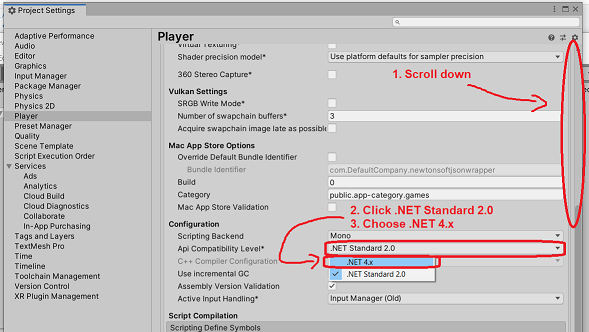 Project Settings
Adaptive Performance
Audio
Editor
Graphics
Input Manager
Package Manager
Physics
Physics 2D
Player
Preset Manager
Quality
Scene Template
Script Execution Order
Services
Ads
Analytics
Cloud Build
Cloud Diagnostics
Collaborate
In-App Purchasing
Tags and Layers
TextMesh Pro
Time
Timeline
Toolchain Management
Version Control
XR Plugin Management
Player
Virtual Texturing*
Shader precision model* Use platform defaults for sampler precision
360 Stereo Capture*
1. Scroll down
Vulkan Settings
SRGB Write Mode*
Number of swapchain buffers* 3
Acquire swapchain image late as possible
Mac App Store Options
Override Default Bundle Identifier
Bundle Identifier com.DefaultCompany.newtonsoftjsonwrapper
Build 0
Category public.app-category.games
Mac App Store Validation
2. Click .NET Standard 2.0
3. Choose .NET 4.x
Configuration
Scripting Backend Mono
Api Compatibility Level* .NET Standard 2.0
C++ Compiler Configuration .NET 4.x
Use incremental GC .NET Standard 2.0
Assembly Version Validation
Active Input Handling* Input Manager (Old)
Script Compilation
Scripting Define Symbols